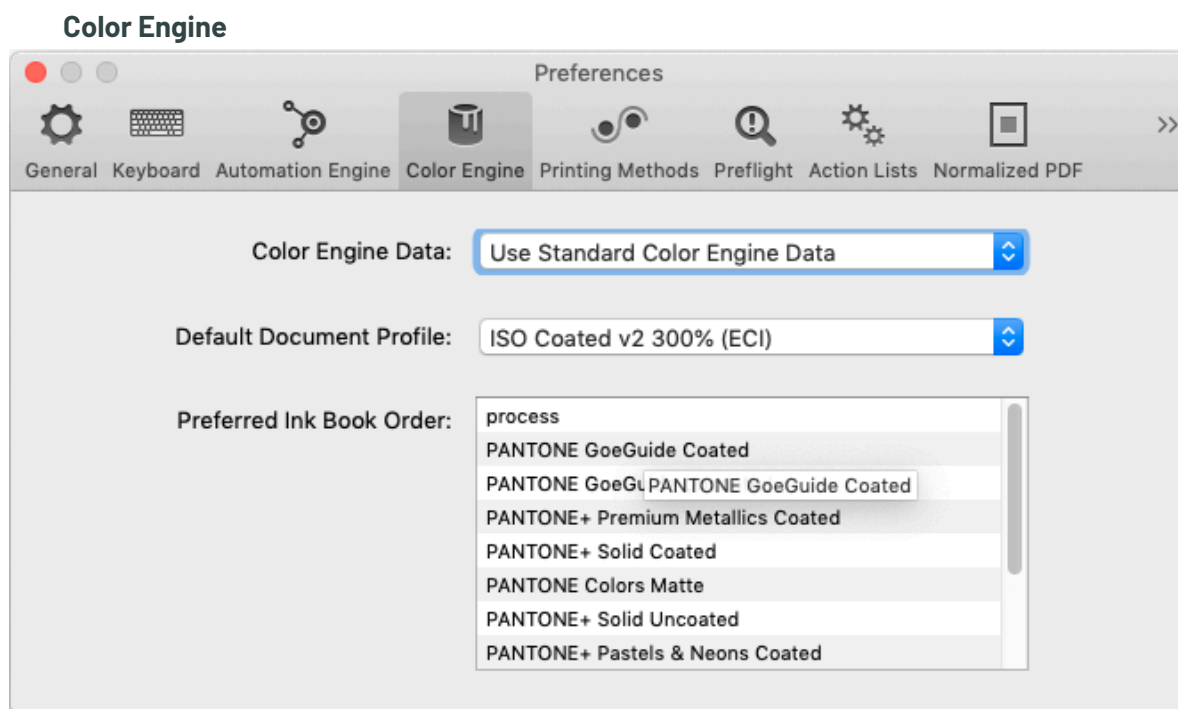 Color Engine
Preferences
General Keyboard Automation Engine Color Engine Printing Methods Preflight Action Lists Normalized PDF
Color Engine Data: Use Standard Color Engine Data
Default Document Profile: ISO Coated v2 300% (ECI)
Preferred Ink Book Order: process
PANTONE GoeGuide Coated
PANTONE GoeGu PANTONE GoeGuide Coated
PANTONE+ Premium Metallics Coated
PANTONE+ Solid Coated
PANTONE Colors Matte
PANTONE+ Solid Uncoated
PANTONE+ Pastels & Neons Coated